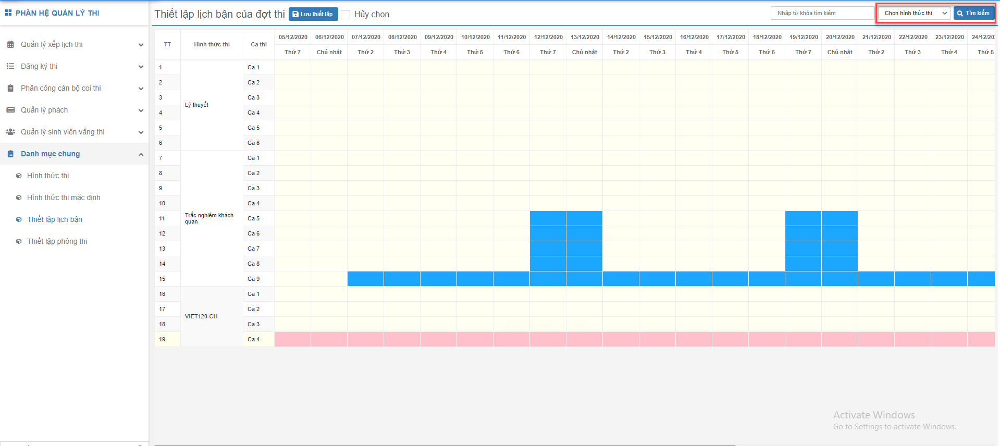 PHÂN HỆ QUẢN LÝ THI
Quản lý xếp lịch thi
Đăng ký thi
Phân công cán bộ coi thi
Quản lý phách
Quản lý sinh viên vắng thi
Danh mục chung
Hình thức thi
Hình thức thi mặc định
Thiết lập lịch bận
Thiết lập phòng thi
Thiết lập lịch bận của đợt thi Lưu thiết lập Hủy chọn Nhập từ khóa tìm kiếm Chọn hình thức thi Tìm kiếm
TT Hình thức thi Ca thi 05/12/2020 06/12/2020 07/12/2020 08/12/2020 09/12/2020 10/12/2020 11/12/2020 12/12/2020 13/12/2020 14/12/2020 15/12/2020 16/12/2020 17/12/2020 18/12/2020 19/12/2020 20/12/2020 21/12/2020 22/12/2020 23/12/2020 24/12/20
Thứ 7 Chủ nhật Thứ 2 Thứ 3 Thứ 4 Thứ 5 Thứ 6 Thứ 7 Chủ nhật Thứ 2 Thứ 3 Thứ 4 Thứ 5 Thứ 6 Thứ 7 Chủ nhật Thứ 2 Thứ 3 Thứ 4 Thứ 5
1 Ca 1
2 Ca 2
3 Ca 3
Lý thuyết
4 Ca 4
5 Ca 5
6 Ca 6
7 Ca 1
8 Ca 2
9 Ca 3
10 Ca 4
Trắc nghiệm khách
quan
11 Ca 5
12 Ca 6
13 Ca 7
14 Ca 8
15 Ca 9
16 Ca 1
17 Ca 2
VIET120-CH
18 Ca 3
19 Ca 4
Activate Windows
Go to Settings to activate Windows.